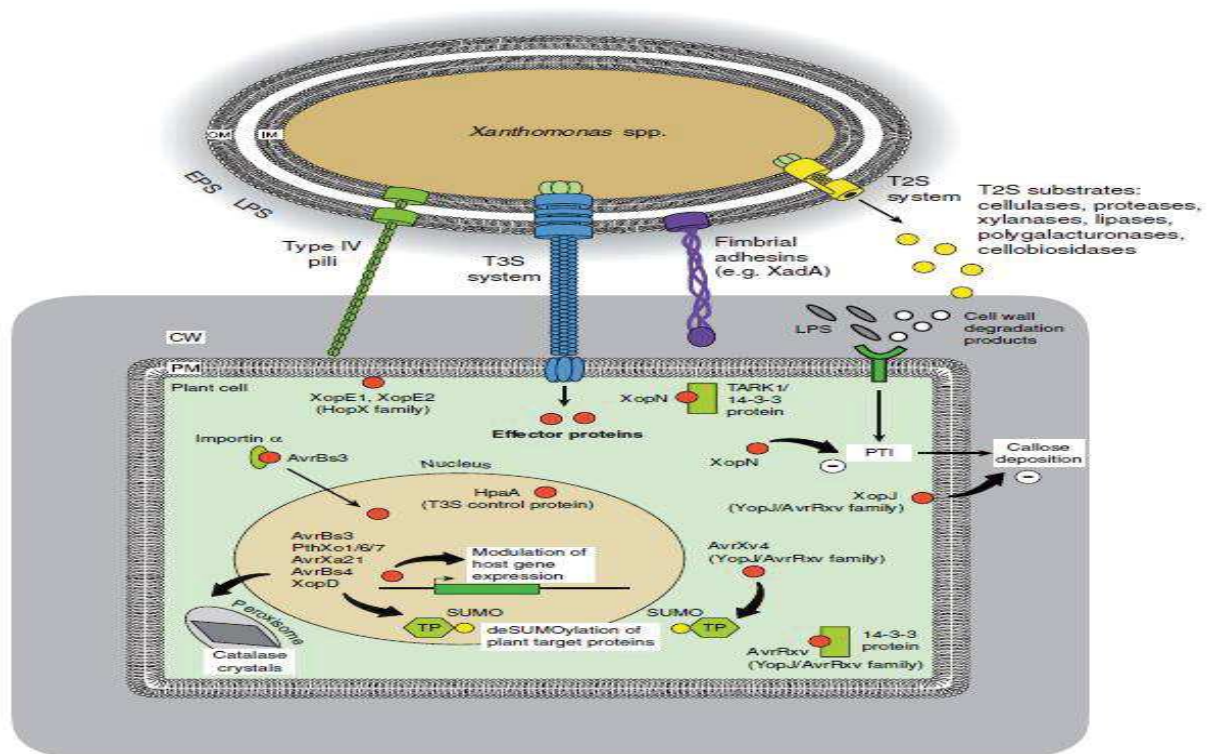 Xanthomonas spp.
OM
IM
EPS
LPS
T2S
system
T2S substrates:
cellulases, proteases,
xylanases, lipases,
polygalacturonases,
cellobiosidases
Type IV
pili
T3S
system
Fimbrial
adhesins
(e.g. XadA)
LPS
Cell wall
degradation
products
CW
PM
Plant cell
XopE1, XopE2
(HopX family)
Effector proteins
XopN
TARK1/
14-3-3
protein
Importin α
AvrBs3
XopN
−
PTI
Callose
deposition
−
Nucleus
HpaA
(T3S control protein)
XopJ
(YopJ/AvrRxv family)
AvrBs3
PthXo1/6/7
AvrXa21
AvrBs4
XopD
Modulation of
host gene
expression
AvrXv4
(YopJ/AvrRxv family)
Peroxisome
Catalase
crystals
TP
SUMO
deSUMOylation of
plant target proteins
SUMO
TP
AvrRxv
14-3-3
protein
(YopJ/AvrRxv family)